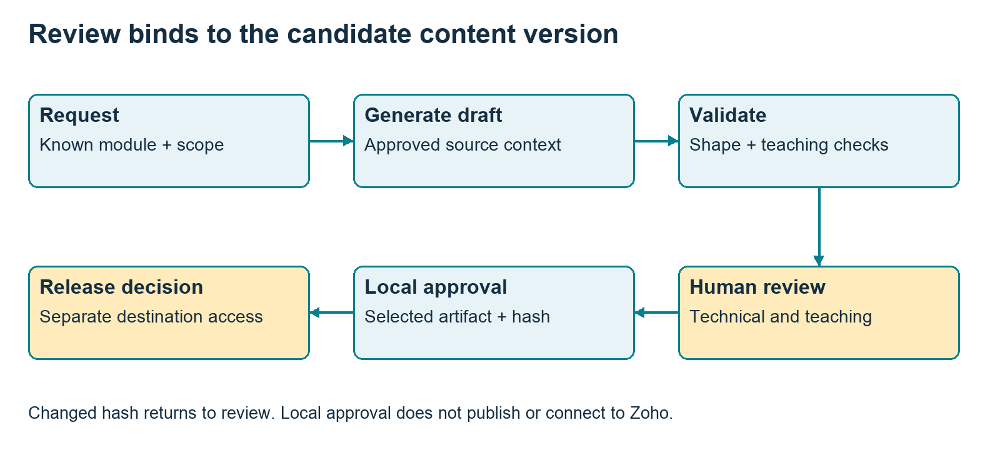 Review binds to the candidate content version
Request
Known module + scope
Generate draft
Approved source context
Validate
Shape + teaching checks
Human review
Technical and teaching
Local approval
Selected artifact + hash
Release decision
Separate destination access
Changed hash returns to review. Local approval does not publish or connect to Zoho.